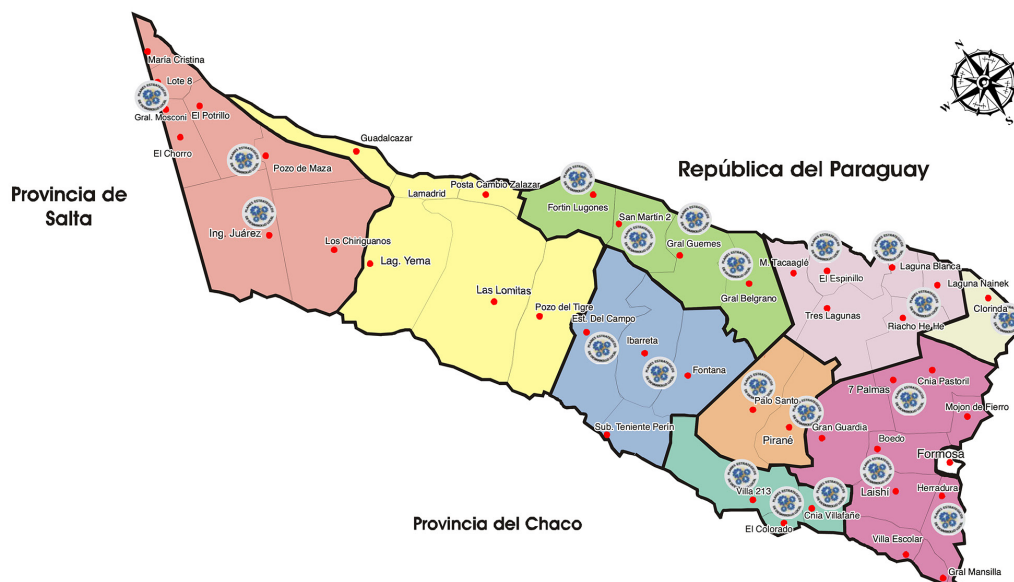 María Cristina
Lote 8
Gral. Mosconi
El Potrillo
El Chorro
Pozo de Maza
Ing. Juárez
Los Chiriguanos
Guadalcazar
Lamadrid
Posta Cambio Zalazar
Lag. Yema
Las Lomitas
Pozo del Tigre
Fortín Lugones
San Martin 2
Gral Guemes
Gral Belgrano
República del Paraguay
N
E
W
S
Provincia de
Salta
Est. Del Campo
Ibarreta
Fontana
Sub. Teniente Perin
M. Tacaaglé
El Espinillo
Laguna Blanca
Laguna Nainek
Clorinda
Tres Lagunas
Riacho He Hé
Palo Santo
Pirané
7 Palmas
Cnia Pastoril
Mojon de Fierro
Gran Guardia
Boedo
Formosa
Laishí
Herradura
Villa 213
Cnia Villafañe
El Colorado
Villa Escolar
Gral Mansilla
Provincia del Chaco